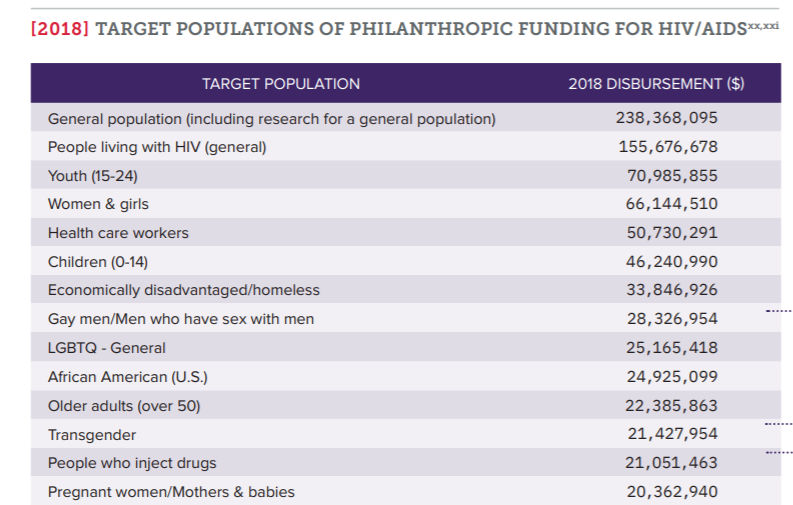 [2018] TARGET POPULATIONS OF PHILANTHROPIC FUNDING FOR HIV/AIDSxx,xxi
TARGET POPULATION 2018 DISBURSEMENT ($)
General population (including research for a general population) 238,368,095
People living with HIV (general) 155,676,678
Youth (15-24) 70,985,855
Women & girls 66,144,510
Health care workers 50,730,291
Children (0-14) 46,240,990
Economically disadvantaged/homeless 33,846,926
Gay men/Men who have sex with men 28,326,954
LGBTQ - General 25,165,418
African American (U.S.) 24,925,099
Older adults (over 50) 22,385,863
Transgender 21,427,954
People who inject drugs 21,051,463
Pregnant women/Mothers & babies 20,362,940